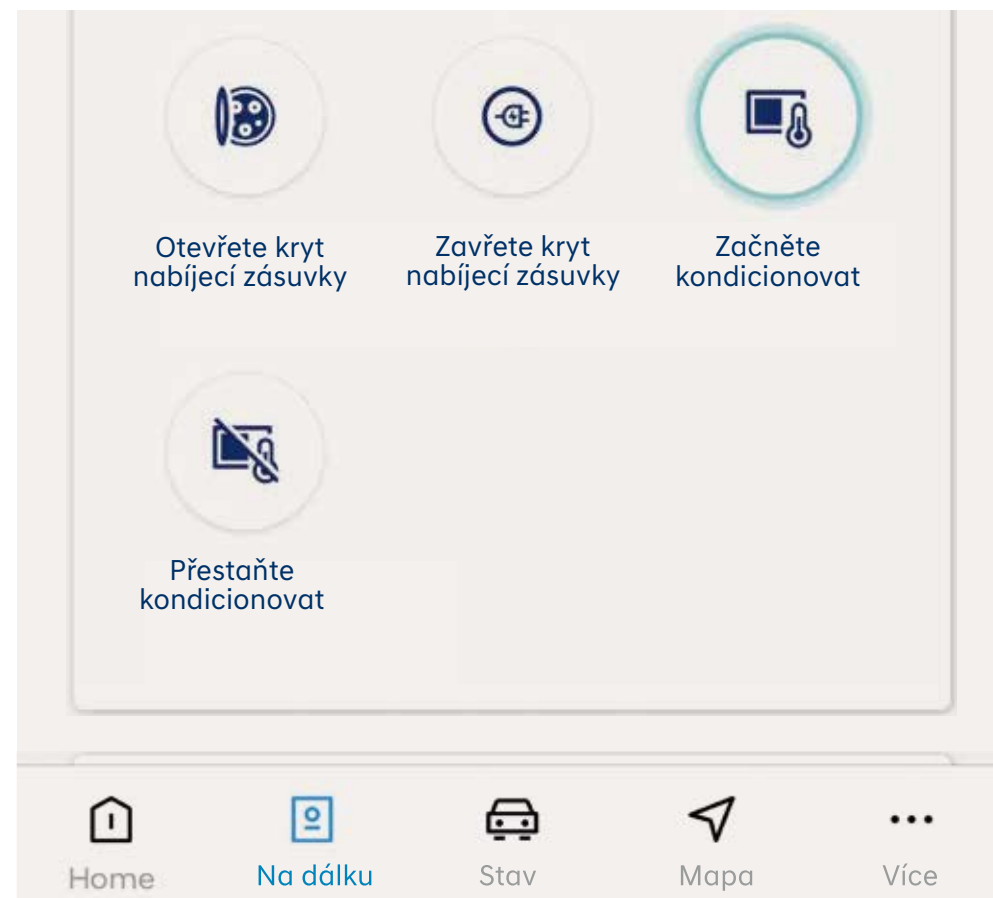 Otevřete kryt
nabíjecí zásuvky
Zavřete kryt
nabíjecí zásuvky
Začněte
kondicionovat
Přestaňte
kondicionovat
Home
Na dálku
Stav
Mapa
Více